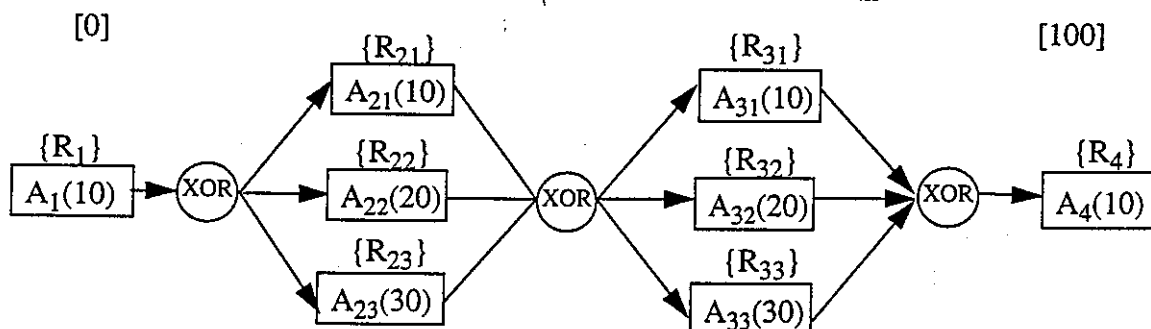 [0]
[100]
{R₂₁}
A₂₁(10)
{R₃₁}
A₃₁(10)
{R₁}
A₁(10)
XOR
{R₂₂}
A₂₂(20)
XOR
{R₃₂}
A₃₂(20)
XOR
{R₄}
A₄(10)
{R₂₃}
A₂₃(30)
{R₃₃}
A₃₃(30)